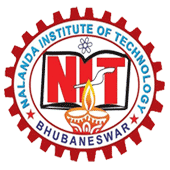 NALANDA INSTITUTE OF TECHNOLOGY
NIT
BHUBANESWAR